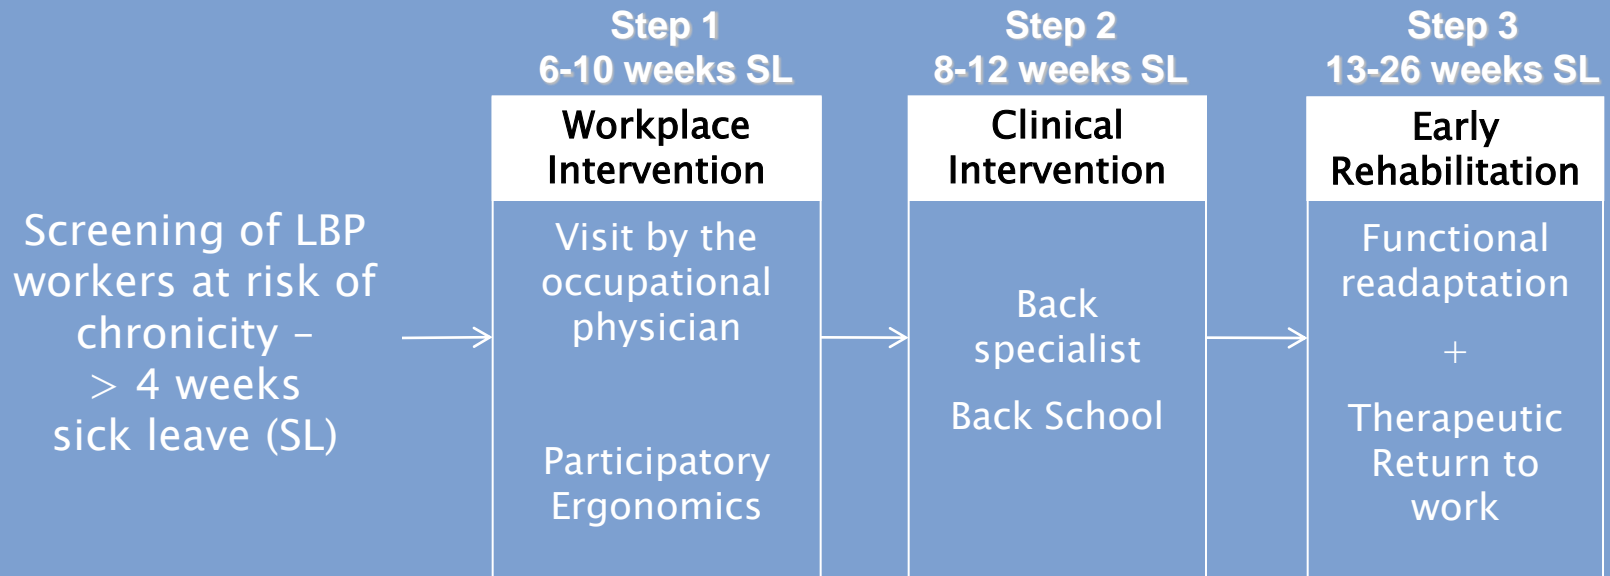 Screening of LBP
workers at risk of
chronicity –
> 4 weeks
sick leave (SL)
Step 1
6-10 weeks SL
Workplace
Intervention
Visit by the
occupational
physician
Participatory
Ergonomics
Step 2
8-12 weeks SL
Clinical
Intervention
Back
specialist
Back School
Step 3
13-26 weeks SL
Early
Rehabilitation
Functional
readaptation
+
Therapeutic
Return to
work